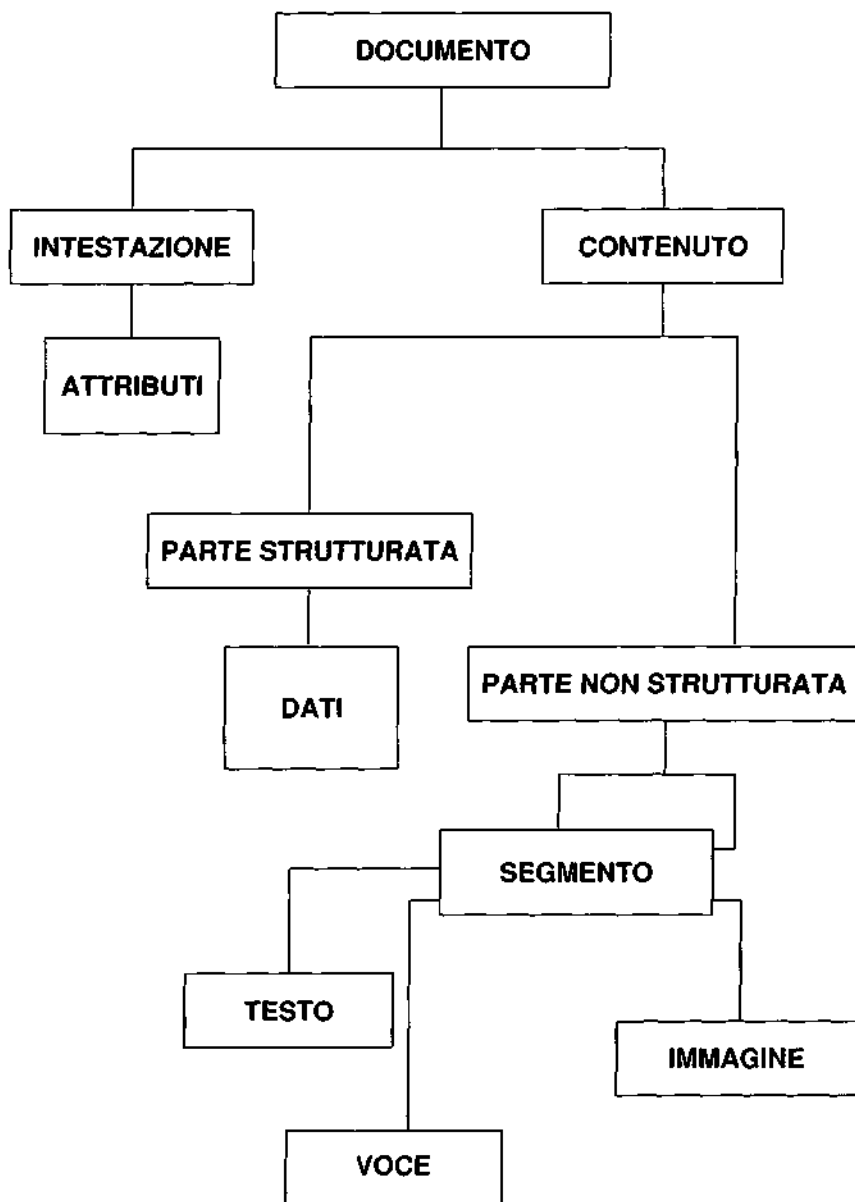 DOCUMENTO
INTESTAZIONE
CONTENUTO
ATTRIBUTI
PARTE STRUTTURATA
DATI
PARTE NON STRUTTURATA
SEGMENTO
TESTO
IMMAGINE
VOCE